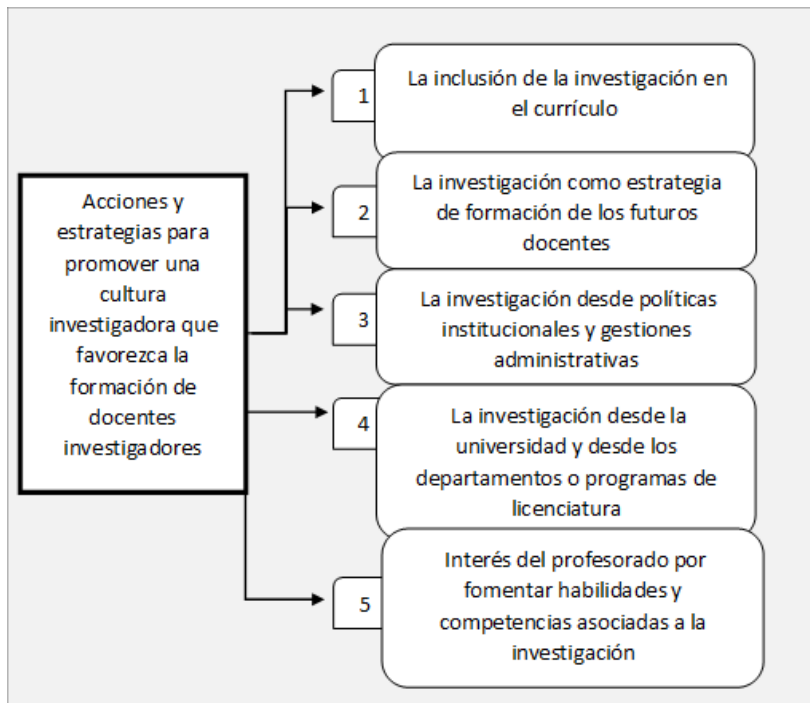 Acciones y
estrategias para
promover una
cultura
investigadora que
favorezca la
formación de
docentes
investigadores
1
La inclusión de la investigación en
el currículo
2
La investigación como estrategia
de formación de los futuros
docentes
3
La investigación desde políticas
institucionales y gestiones
administrativas
4
La investigación desde la
universidad y desde los
departamentos o programas de
licenciatura
5
Interés del profesorado por
fomentar habilidades y
competencias asociadas a la
investigación